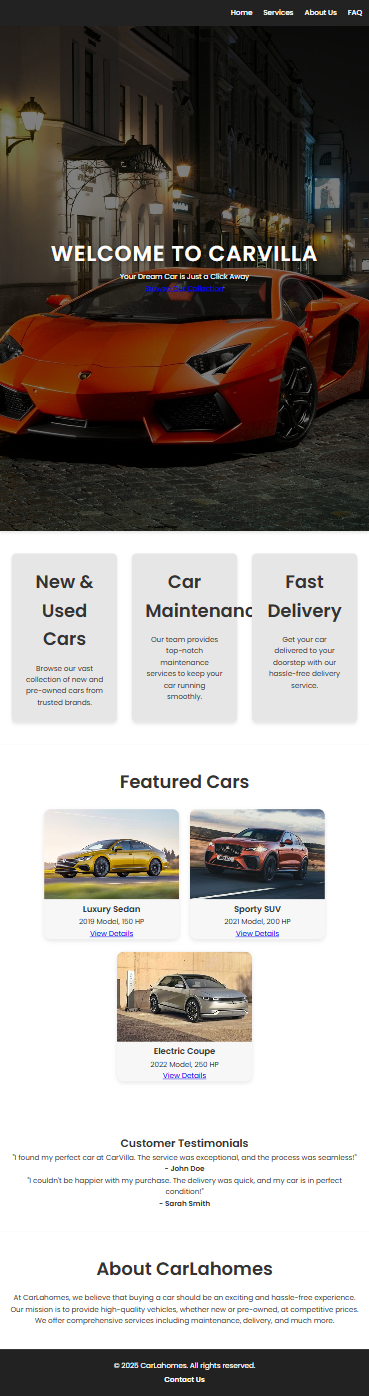 Home Services About Us FAQ
WELCOME TO CARVILLA
Your Dream Car is Just a Click Away
Browse Our Collection
New &
Used
Cars
Browse our vast
collection of new and
pre-owned cars from
trusted brands.
Car
Maintenanc
Our team provides
top-notch
maintenance
services to keep your
car running
smoothly.
Fast
Delivery
Get your car
delivered to your
doorstep with our
hassle-free delivery
service.
Featured Cars
Luxury Sedan
2019 Model, 150 HP
View Details
Sporty SUV
2021 Model, 200 HP
View Details
Electric Coupe
2022 Model, 250 HP
View Details
Customer Testimonials
"I found my perfect car at CarVilla. The service was exceptional, and the process was seamless!"
- John Doe
"I couldn't be happier with my purchase. The delivery was quick, and my car is in perfect
condition!"
- Sarah Smith
About CarLahomes
At CarLahomes, we believe that buying a car should be an exciting and hassle-free experience.
Our mission is to provide high-quality vehicles, whether new or pre-owned, at competitive prices.
We offer comprehensive services including maintenance, delivery, and much more.
© 2025 CarLahomes. All rights reserved.
Contact Us